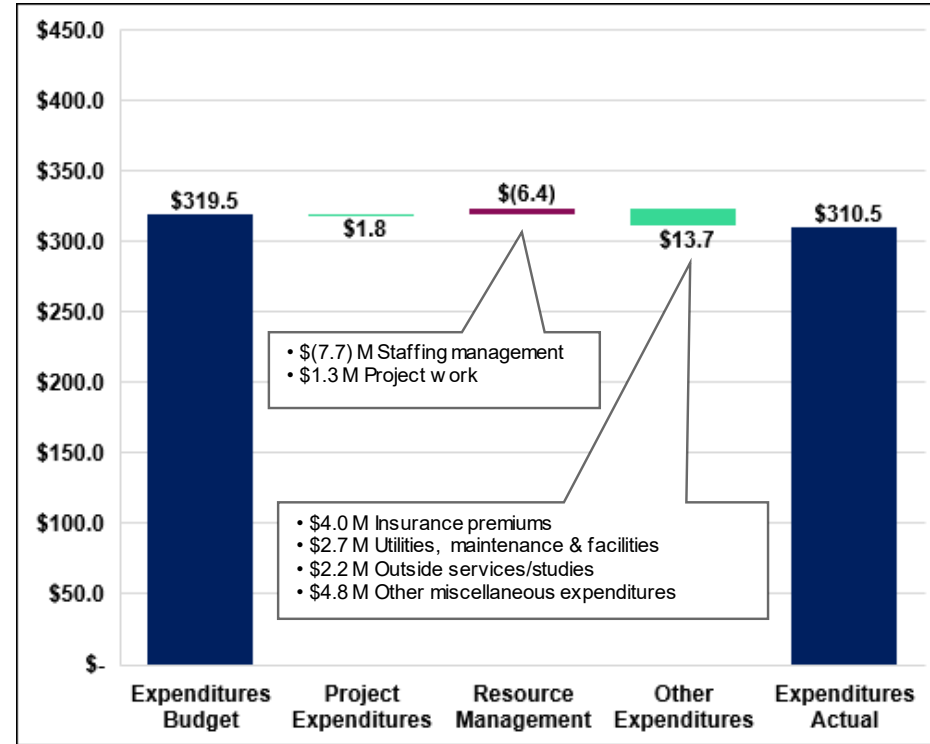 $450.0
$400.0
$350.0
$300.0
$250.0
$200.0
$150.0
$100.0
$50.0
$-
$319.5
$1.8
$(6.4)
$13.7
$310.5
• $(7.7) M Staffing management
• $1.3 M Project work
• $4.0 M Insurance premiums
• $2.7 M Utilities, maintenance & facilities
• $2.2 M Outside services/studies
• $4.8 M Other miscellaneous expenditures
Expenditures
Budget
Project
Expenditures
Resource
Management
Other
Expenditures
Expenditures
Actual